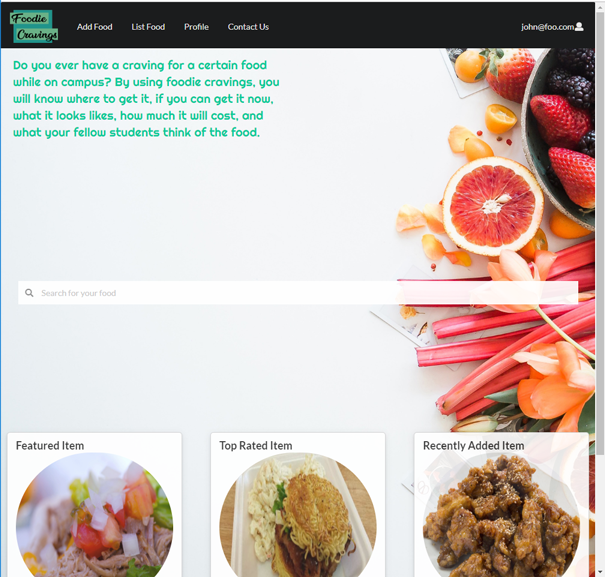 Foodie
Cravings
Add Food
List Food
Profile
Contact Us
john@foo.com
Do you ever have a craving for a certain food
while on campus? By using foodie cravings, you
will know where to get it, if you can get it now,
what it looks likes, how much it will cost, and
what your fellow students think of the food.
Search for your food
Featured Item
Top Rated Item
Recently Added Item